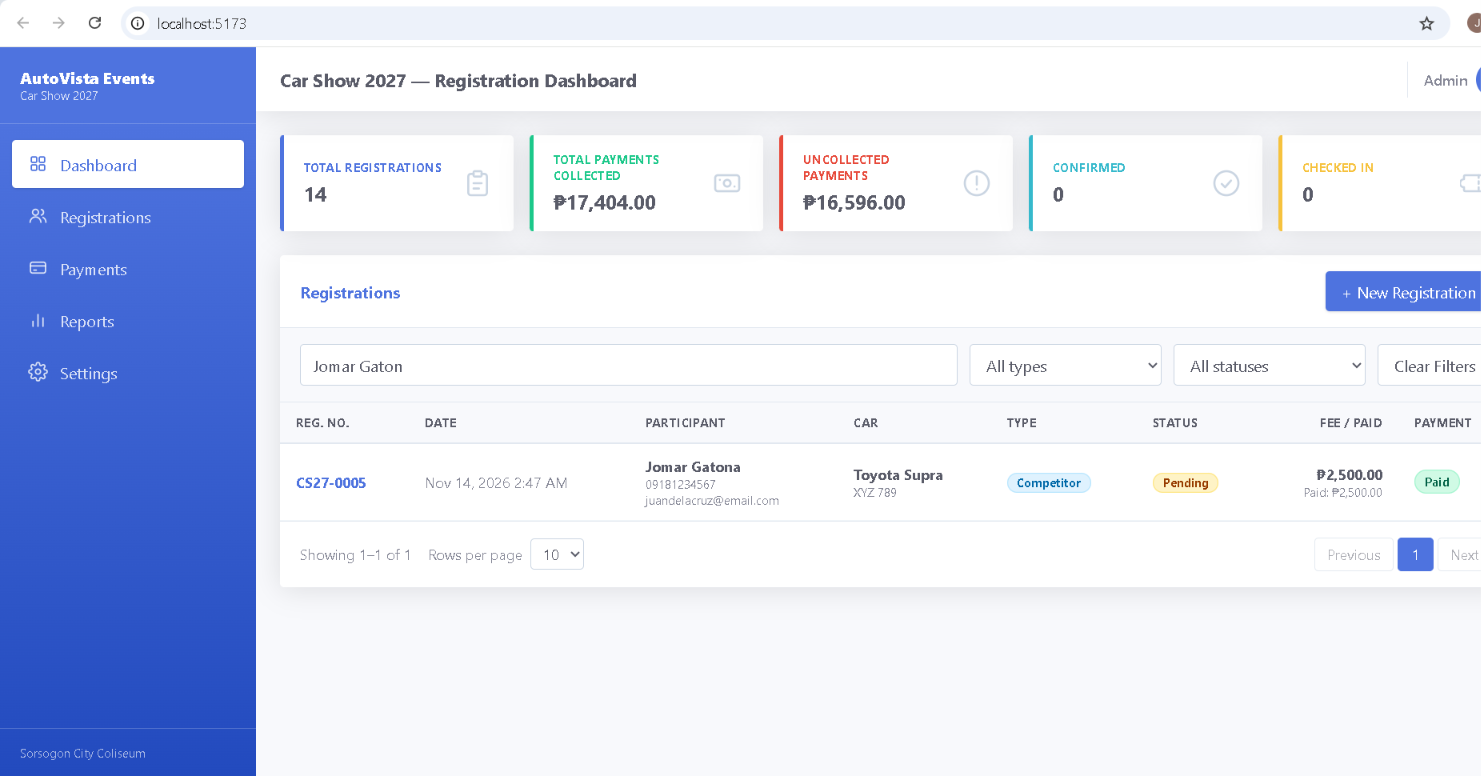 localhost:5173
AutoVista Events
Car Show 2027
Car Show 2027 — Registration Dashboard
Admin
Dashboard
Registrations
Payments
Reports
Settings
TOTAL REGISTRATIONS
14
TOTAL PAYMENTS
COLLECTED
₱17,404.00
UNCOLLECTED
PAYMENTS
₱16,596.00
CONFIRMED
0
CHECKED IN
0
Registrations
+ New Registration
Jomar Gaton
All types
All statuses
Clear Filters
REG. NO. DATE PARTICIPANT CAR TYPE STATUS FEE / PAID PAYMENT
CS27-0005
Nov 14, 2026 2:47 AM
Jomar Gatona
09181234567
juandelacruz@email.com
Toyota Supra
XYZ 789
Competitor
Pending
₱2,500.00
Paid: ₱2,500.00
Paid
Showing 1–1 of 1 Rows per page 10
Previous 1 Next
Sorsogon City Coliseum